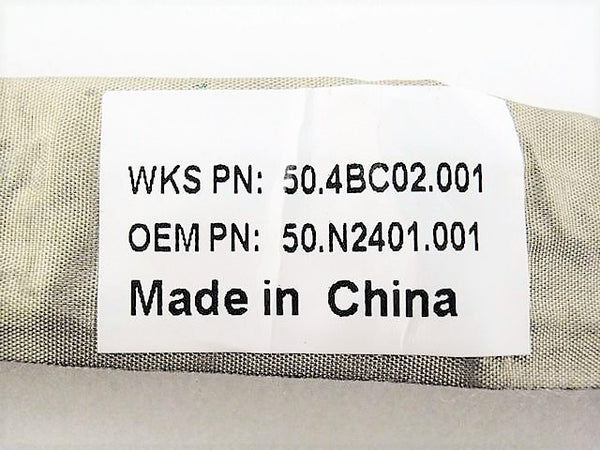 WKS PN: 50.4BC02.001
OEM PN: 50.N2401.001
Made in China